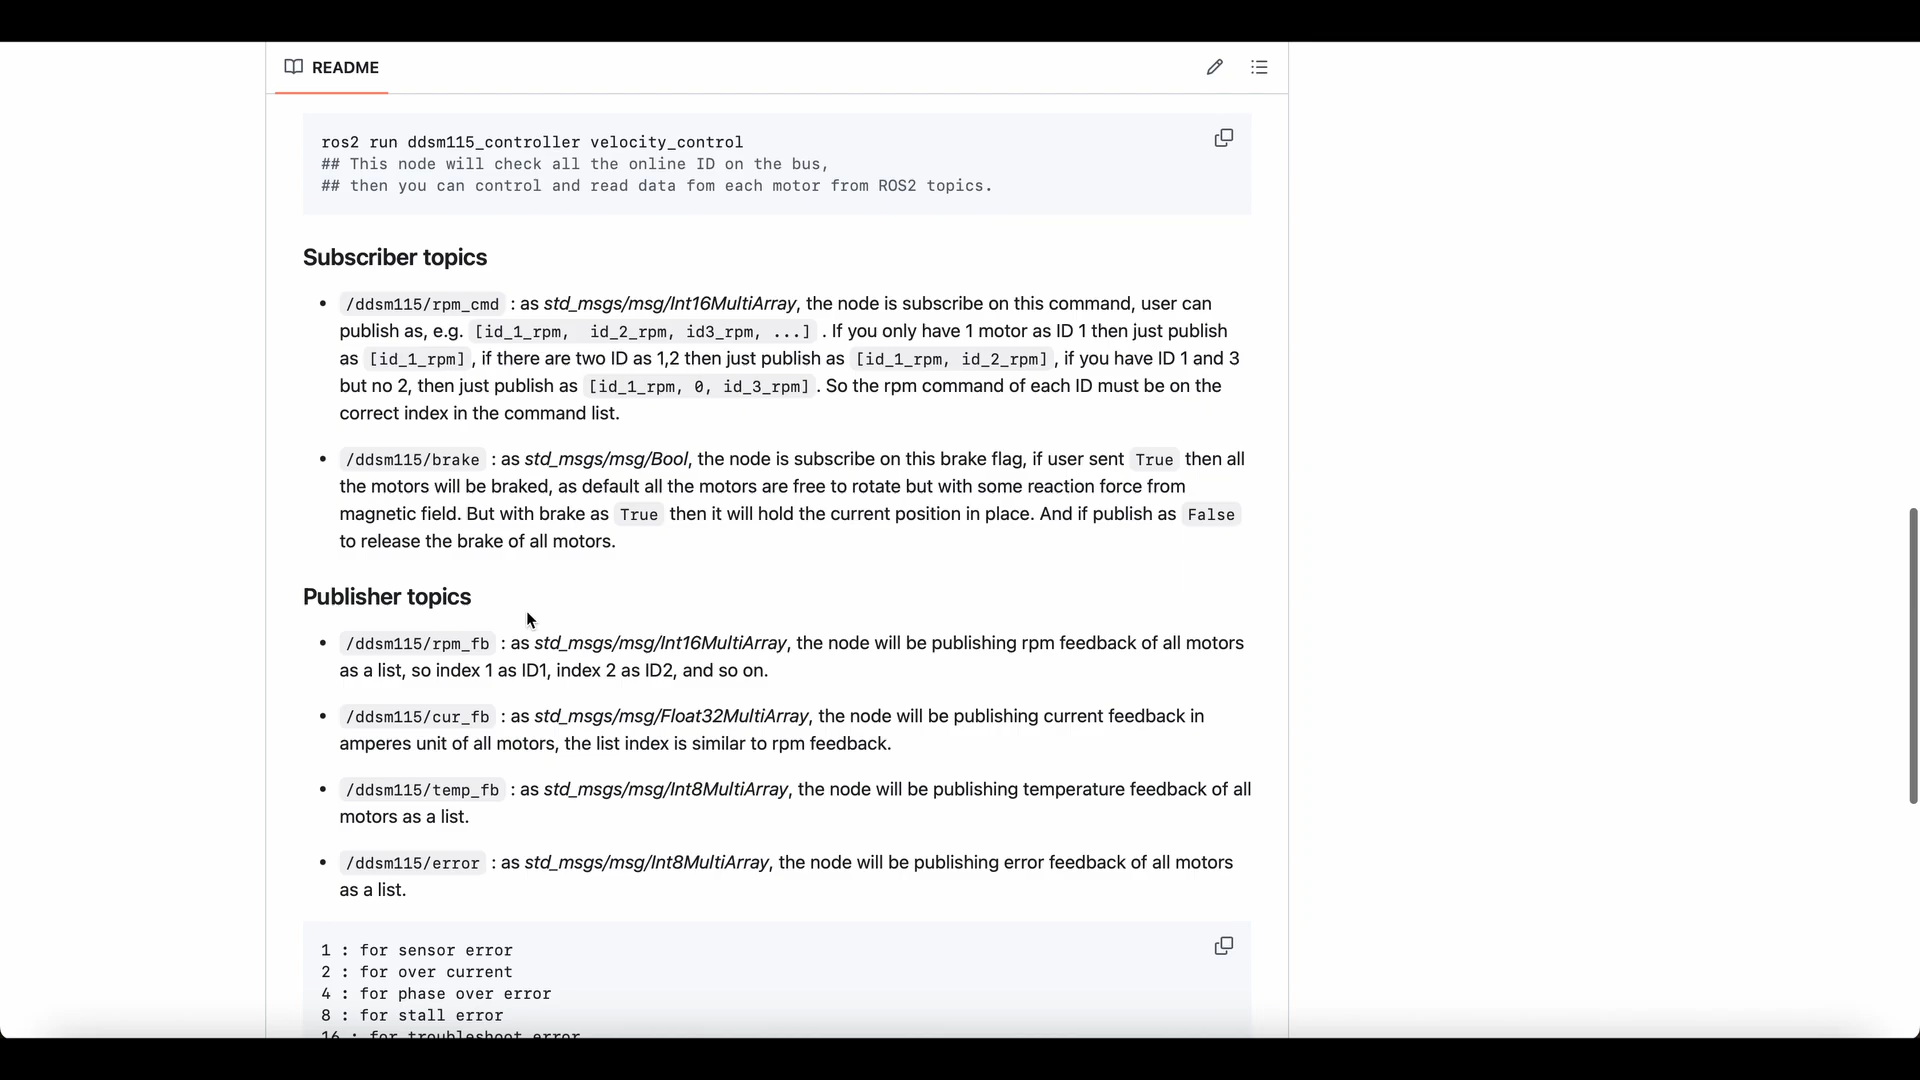 README
ros2 run ddsm115_controller velocity_control
## This node will check all the online ID on the bus,
## then you can control and read data fom each motor from ROS2 topics.
Subscriber topics
• /ddsm115/rpm_cmd : as std_msgs/msg/Int16MultiArray, the node is subscribe on this command, user can
publish as, e.g. [id_1_rpm, id_2_rpm, id3_rpm, ...] . If you only have 1 motor as ID 1 then just publish
as [id_1_rpm] , if there are two ID as 1,2 then just publish as [id_1_rpm, id_2_rpm] , if you have ID 1 and 3
but no 2, then just publish as [id_1_rpm, 0, id_3_rpm] . So the rpm command of each ID must be on the
correct index in the command list.
• /ddsm115/brake : as std_msgs/msg/Bool, the node is subscribe on this brake flag, if user sent True then all
the motors will be braked, as default all the motors are free to rotate but with some reaction force from
magnetic field. But with brake as True then it will hold the current position in place. And if publish as False
to release the brake of all motors.
Publisher topics
• /ddsm115/rpm_fb : as std_msgs/msg/Int16MultiArray, the node will be publishing rpm feedback of all motors
as a list, so index 1 as ID1, index 2 as ID2, and so on.
• /ddsm115/cur_fb : as std_msgs/msg/Float32MultiArray, the node will be publishing current feedback in
amperes unit of all motors, the list index is similar to rpm feedback.
• /ddsm115/temp_fb : as std_msgs/msg/Int8MultiArray, the node will be publishing temperature feedback of all
motors as a list.
• /ddsm115/error : as std_msgs/msg/Int8MultiArray, the node will be publishing error feedback of all motors
as a list.
1 : for sensor error
2 : for over current
4 : for phase over error
8 : for stall error
16 : for troubleshoot error